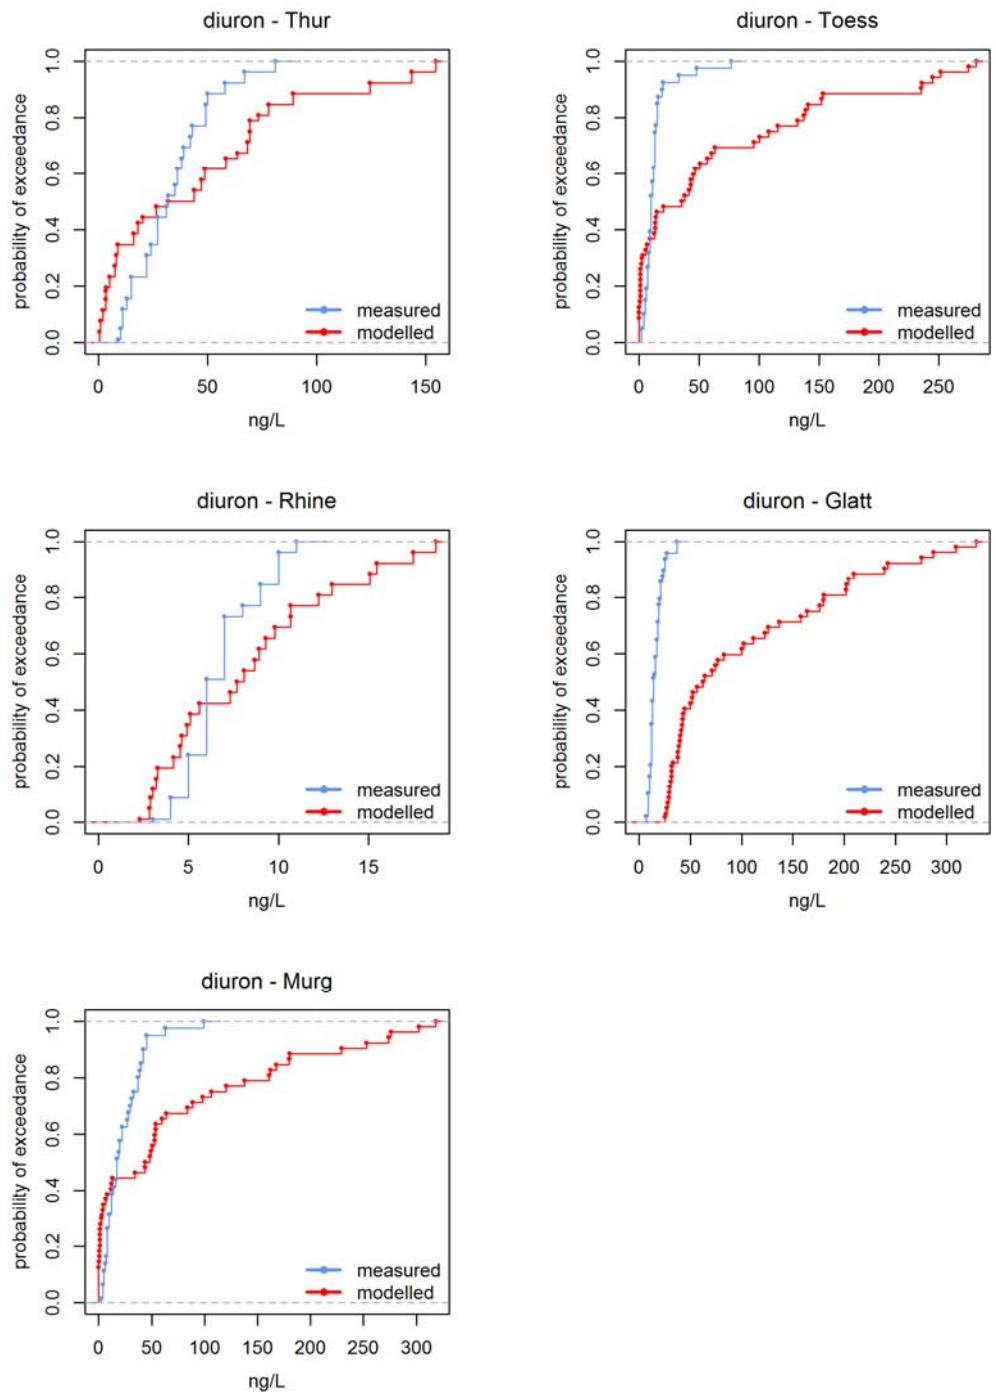 diuron - Thur
probability of exceedance
1.0
0.8
0.6
0.4
0.2
0.0
measured
modelled
0 50 100 150
ng/L
diuron - Toess
probability of exceedance
1.0
0.8
0.6
0.4
0.2
0.0
measured
modelled
0 50 100 150 200 250
ng/L
diuron - Rhine
probability of exceedance
1.0
0.8
0.6
0.4
0.2
0.0
measured
modelled
0 5 10 15
ng/L
diuron - Glatt
probability of exceedance
1.0
0.8
0.6
0.4
0.2
0.0
measured
modelled
0 50 100 150 200 250 300
ng/L
diuron - Murg
probability of exceedance
1.0
0.8
0.6
0.4
0.2
0.0
measured
modelled
0 50 100 150 200 250 300
ng/L